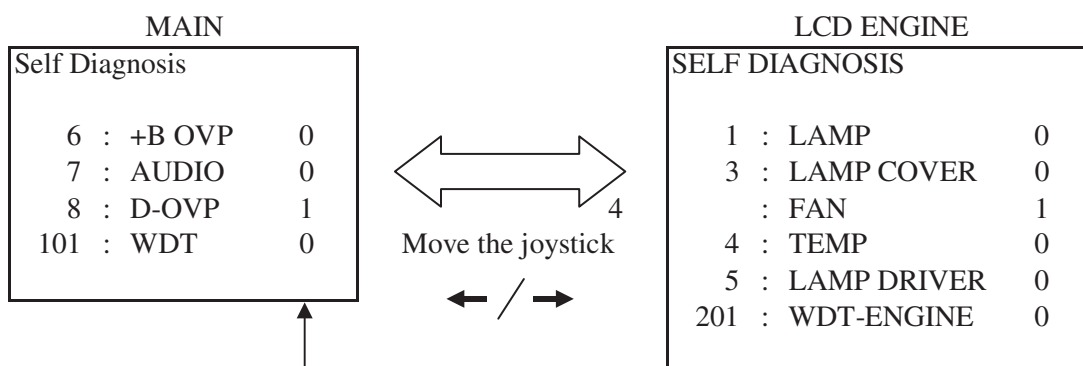 MAIN
Self Diagnosis
6 : +B OVP 0
7 : AUDIO 0
8 : D-OVP 1
101 : WDT 0
4
Move the joystick
/
LCD ENGINE
SELF DIAGNOSIS
1 : LAMP 0
3 : LAMP COVER 0
: FAN 1
4 : TEMP 0
5 : LAMP DRIVER 0
201 : WDT-ENGINE 0